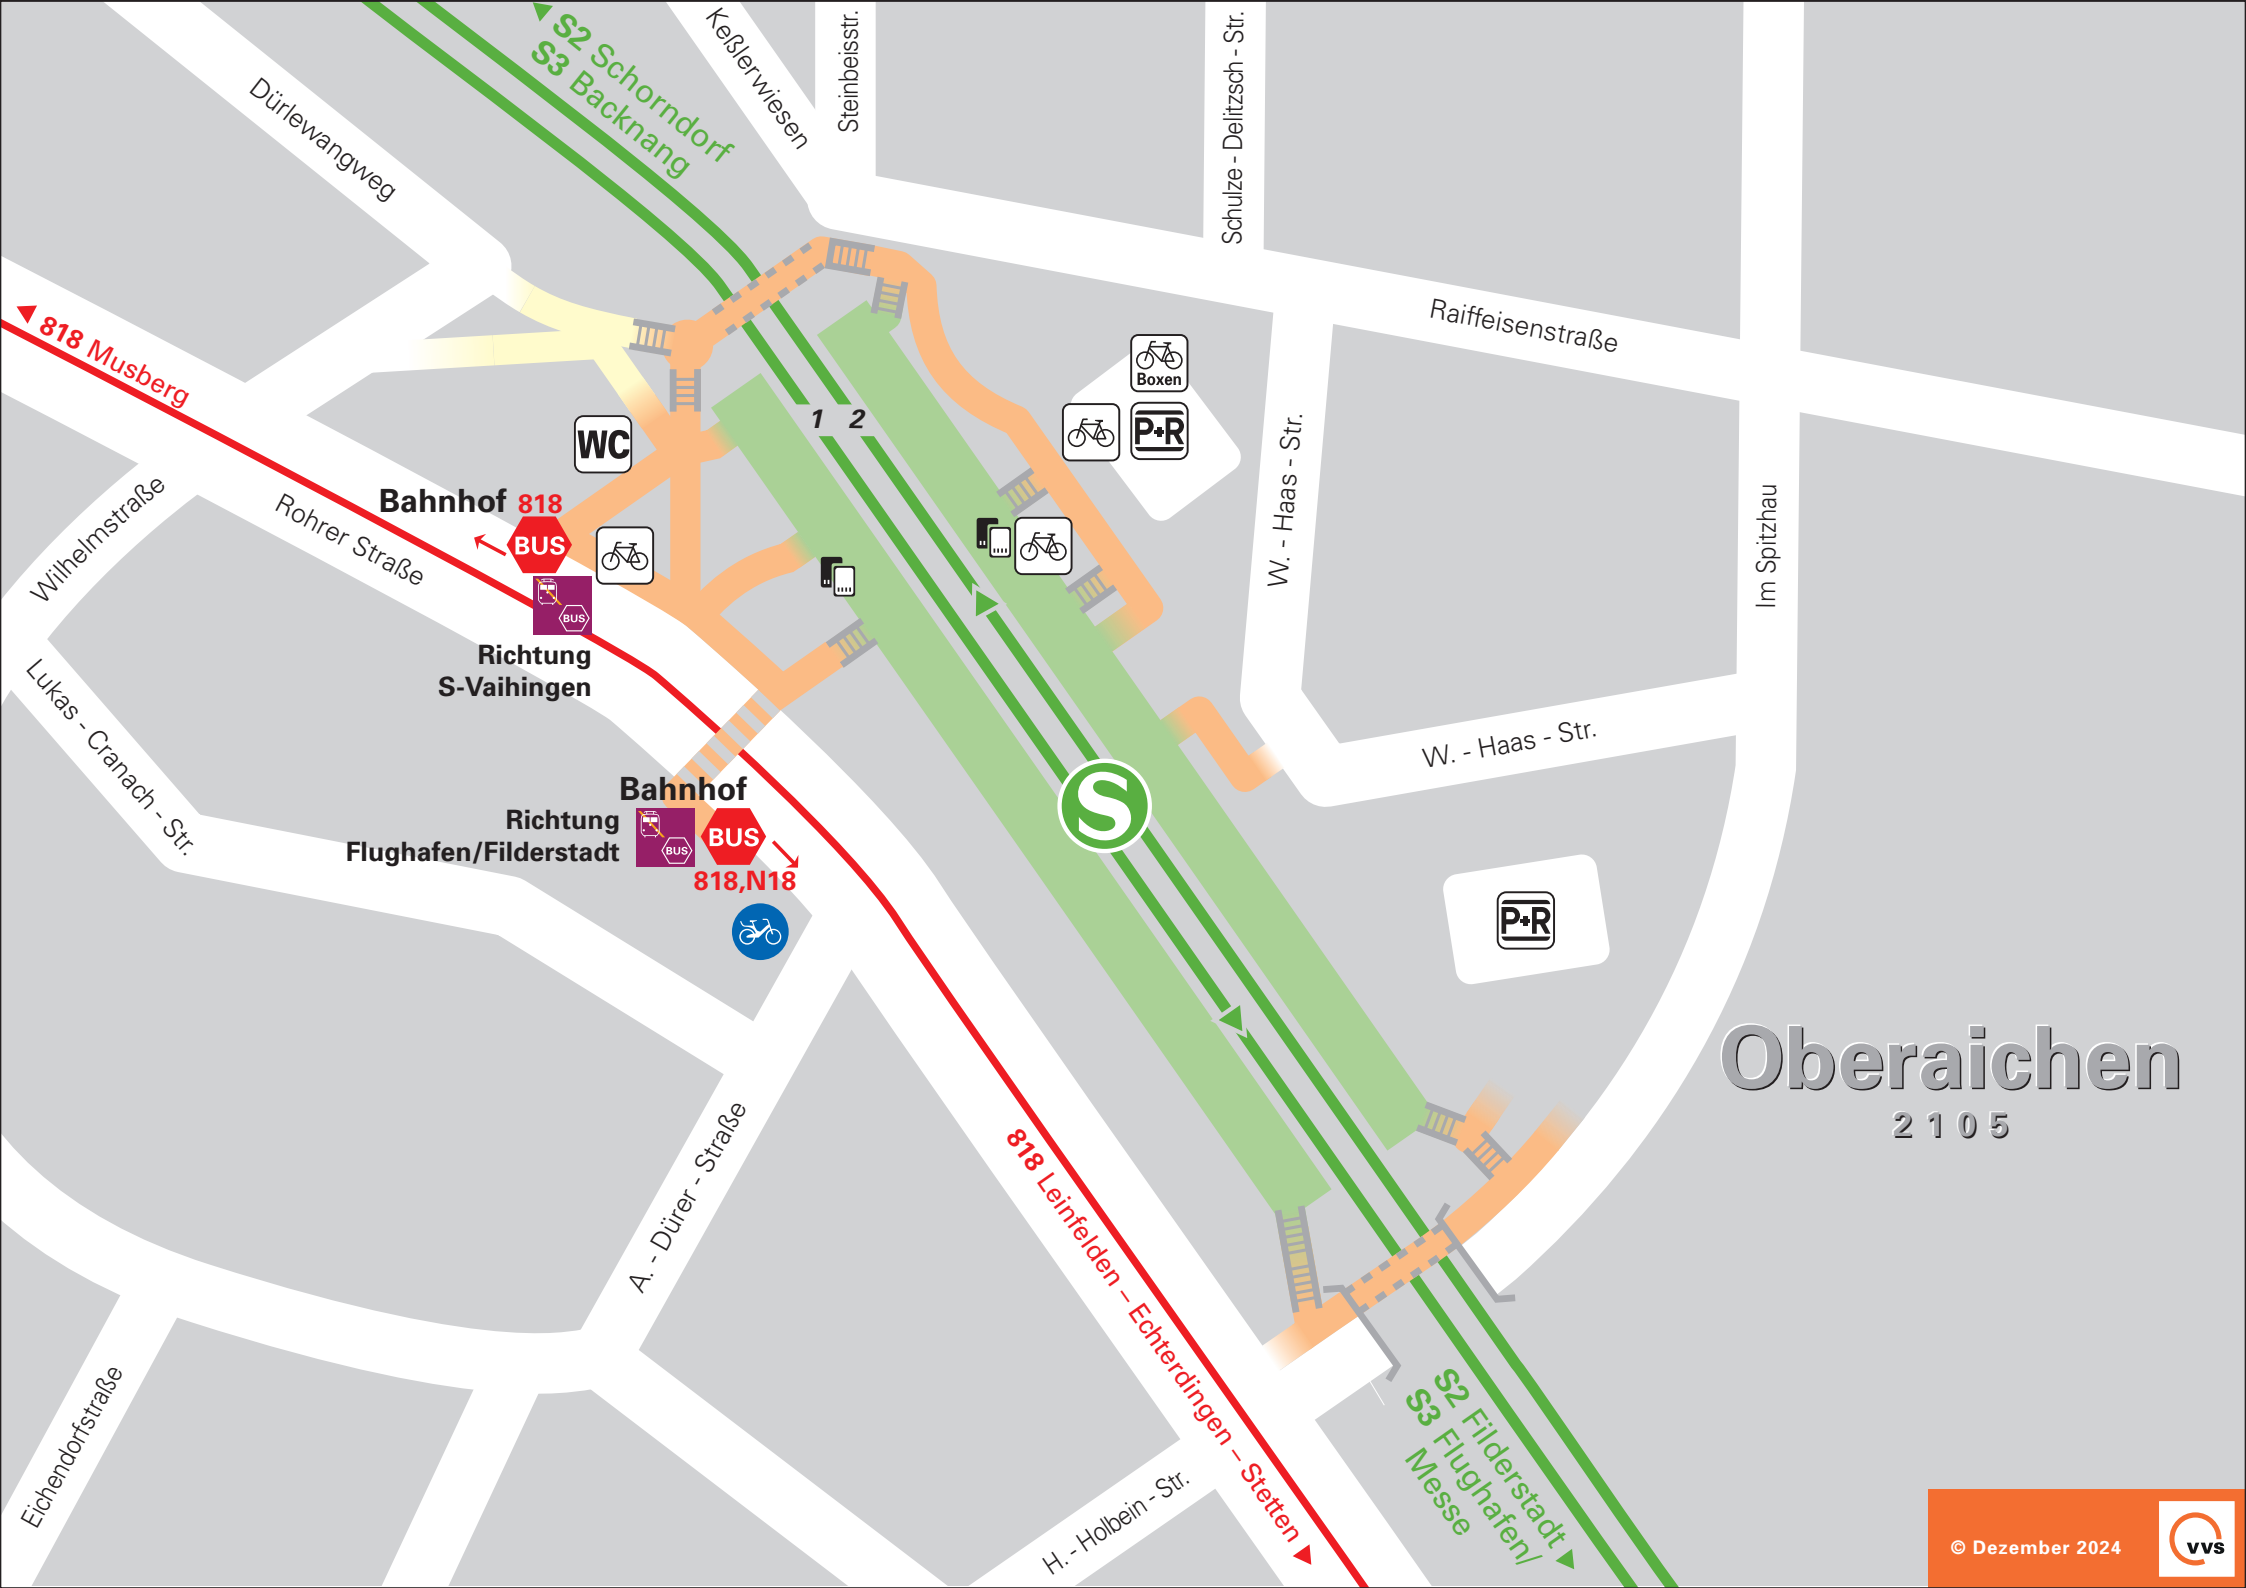 S2 Schorndorf
S3 Backnang
Keßlerwiesen
Steinbeisstr.
Schulze - Delitzsch - Str.
Dürlewangweg
818 Musberg
Raiffeisenstraße
Boxen
P+R
1 2
WC
W. - Haas - Str.
Im Spitzhau
Bahnhof 818
BUS
BUS
Rohrer Straße
Wilhelmstraße
Richtung
S-Vaihingen
Lukas - Cranach - Str.
W. - Haas - Str.
S
Bahnhof
Richtung
Flughafen/Filderstadt
BUS
BUS
818,N18
P+R
Oberaichen
2105
A. - Dürer - Straße
818 Leinfelden – Echterdingen – Stetten
Eichendorfstraße
H. - Holbein - Str.
S2 Filderstadt
S3 Flughafen/
Messe
© Dezember 2024
vvs